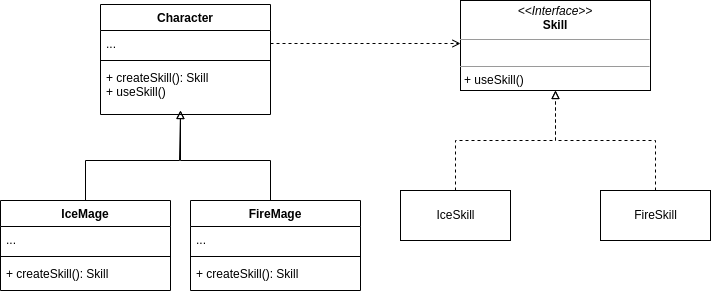 Character
...
+ createSkill(): Skill
+ useSkill()
<<Interface>>
Skill
+ useSkill()
IceMage
...
+ createSkill(): Skill
FireMage
...
+ createSkill(): Skill
IceSkill
FireSkill